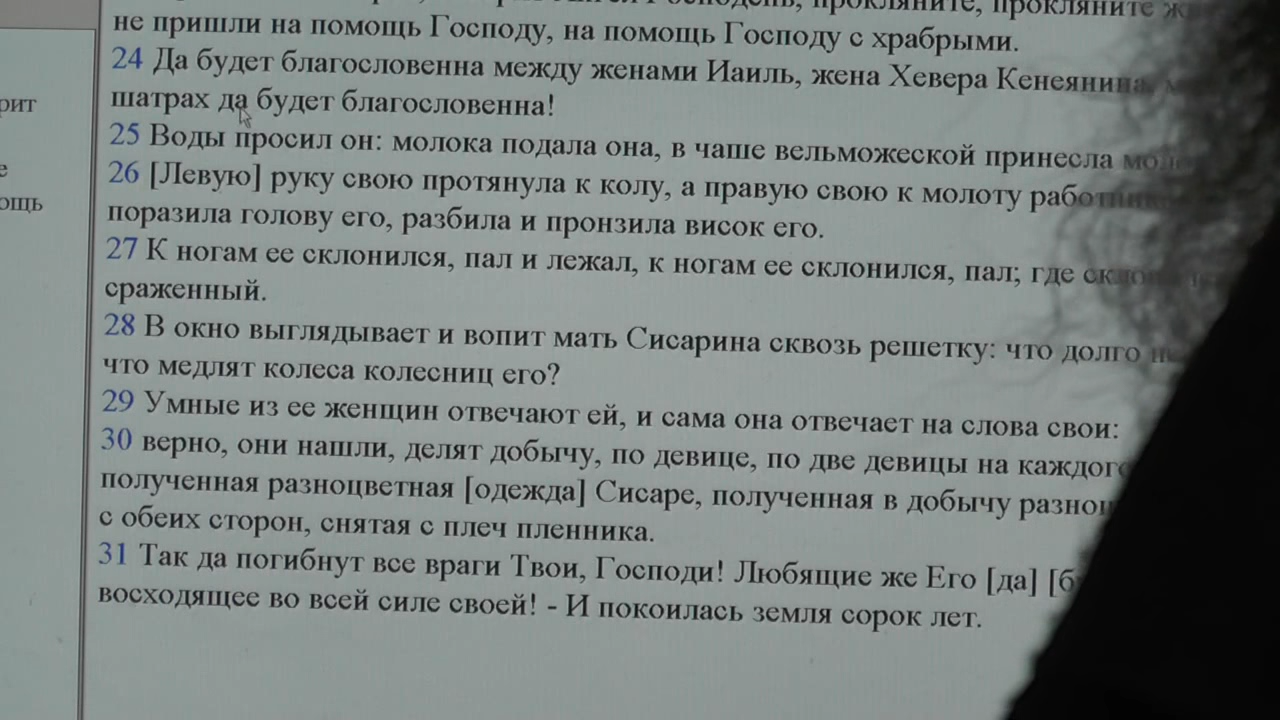 рит
е
ощь
Господень, прокляните, прокляните
не пришли на помощь Господу, на помощь Господу с храбрыми.
24 Да будет благословенна между женами Иаиль, жена Хевера Кенеянина,
шатрах да будет благословенна!
25 Воды просил он: молока подала она, в чаше вельможеской принесла
26 [Левую] руку свою протянула к колу, а правую свою к молоту
поразила голову его, разбила и пронзила висок его.
27 К ногам ее склонился, пал и лежал, к ногам ее склонился, пал; где
сраженный.
28 В окно выглядывает и вопит мать Сисарина сквозь решетку: что долго
что медлят колеса колесниц его?
29 Умные из ее женщин отвечают ей, и сама она отвечает на слова свои:
30 верно, они нашли, делят добычу, по девице, по две девицы на каждого
полученная разноцветная [одежда] Сисаре, полученная в добычу
с обеих сторон, снятая с плеч пленника.
31 Так да погибнут все враги Твои, Господи! Любящие же Его [да]
восходящее во всей силе своей! - И покоилась земля сорок лет.